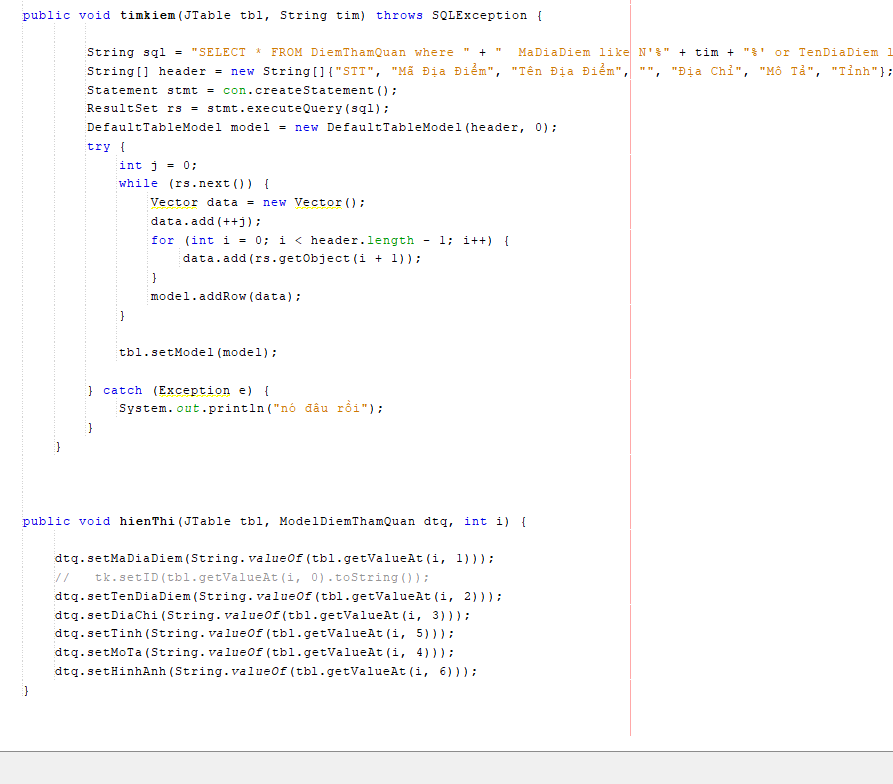 public void timkiem(JTable tbl, String tim) throws SQLException {
String sql = "SELECT * FROM DiemThamQuan where " + "  MaDiaDiem like N'%" + tim + "%' or TenDiaDiem l
String[] header = new String[]{"STT", "Mã Địa Điểm", "Tên Địa Điểm", "", "Địa Chỉ", "Mô Tả", "Tỉnh"};
Statement stmt = con.createStatement();
ResultSet rs = stmt.executeQuery(sql);
DefaultTableModel model = new DefaultTableModel(header, 0);
try {
int j = 0;
while (rs.next()) {
Vector data = new Vector();
data.add(++j);
for (int i = 0; i < header.length - 1; i++) {
data.add(rs.getObject(i + 1));
}
model.addRow(data);
}
tbl.setModel(model);
} catch (Exception e) {
System.out.println("nó đâu rồi");
}
}
public void hienThi(JTable tbl, ModelDiemThamQuan dtq, int i) {
dtq.setMaDiaDiem(String.valueOf(tbl.getValueAt(i, 1)));
//   tk.setID(tbl.getValueAt(i, 0).toString());
dtq.setTenDiaDiem(String.valueOf(tbl.getValueAt(i, 2)));
dtq.setDiaChi(String.valueOf(tbl.getValueAt(i, 3)));
dtq.setTinh(String.valueOf(tbl.getValueAt(i, 5)));
dtq.setMoTa(String.valueOf(tbl.getValueAt(i, 4)));
dtq.setHinhAnh(String.valueOf(tbl.getValueAt(i, 6)));
}